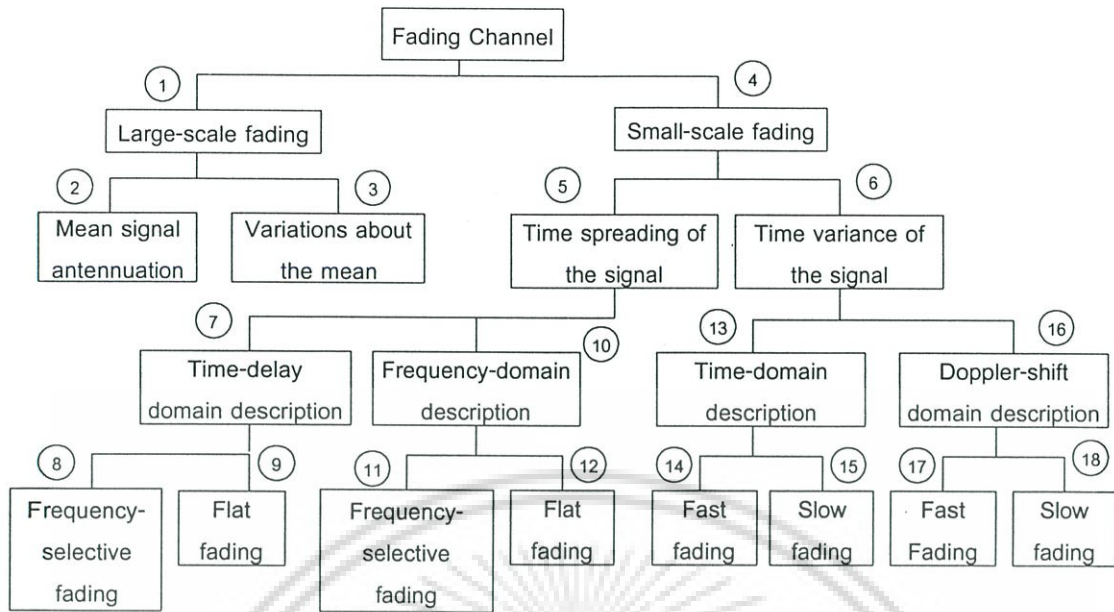 Fading Channel
1
4
Large-scale fading
Small-scale fading
2
3
5
6
Mean signal
antennuation
Variations about
the mean
Time spreading of
the signal
Time variance of
the signal
7
10
13
16
Time-delay
domain description
Frequency-domain
description
Time-domain
description
Doppler-shift
domain description
8
9
11
12
14
15
17
18
Frequency-
selective
fading
Flat
fading
Frequency-
selective
fading
Flat
fading
Fast
fading
Slow
fading
Fast
Fading
Slow
fading